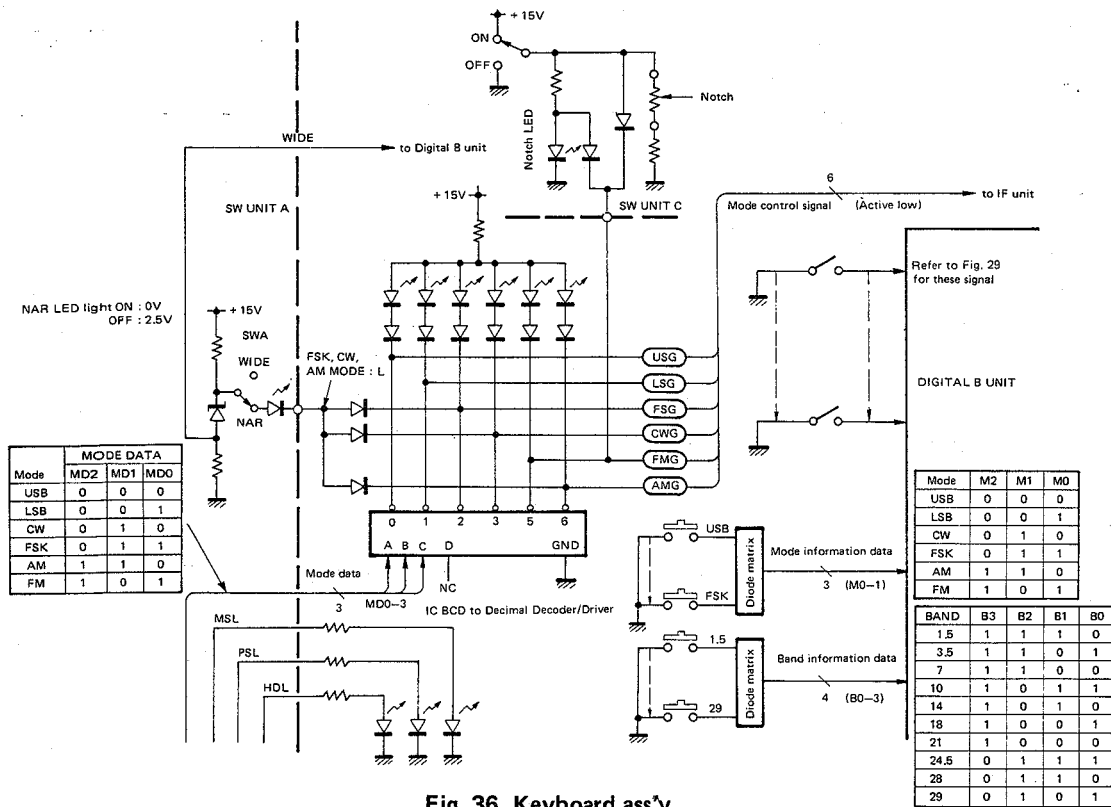 + 15V
ON
OFF
Notch
Notch LED
WIDE
to Digital B unit
+ 15V
SW UNIT C
6
Mode control signal (Active low)
to IF unit
SW UNIT A
Refer to Fig. 29
for these signal
NAR LED light ON : 0V
OFF : 2.5V
+ 15V
SWA
WIDE
NAR
FSK, CW,
AM MODE : L
USG
LSG
FSG
CWG
FMG
AMG
DIGITAL B UNIT
MODE DATA
Mode MD2 MD1 MD0
USB 0 0 0
LSB 0 0 1
CW 0 1 0
FSK 0 1 1
AM 1 1 0
FM 1 0 1
0 1 2 3 5 6
A B C D GND
NC
Mode data
3
MD0–3
IC BCD to Decimal Decoder/Driver
MSL
PSL
HDL
USB
FSK
Diode matrix
Mode information data
3 (M0–1)
1.5
29
Diode matrix
Band information data
4 (B0–3)
Mode M2 M1 M0
USB 0 0 0
LSB 0 0 1
CW 0 1 0
FSK 0 1 1
AM 1 1 0
FM 1 0 1
BAND B3 B2 B1 B0
1.5 1 1 1 0
3.5 1 1 0 1
7 1 1 0 0
10 1 0 1 1
14 1 0 1 0
18 1 0 0 1
21 1 0 0 0
24.5 0 1 1 1
28 0 1 1 0
29 0 1 0 1
Fig. 36 Keyboard ass'y